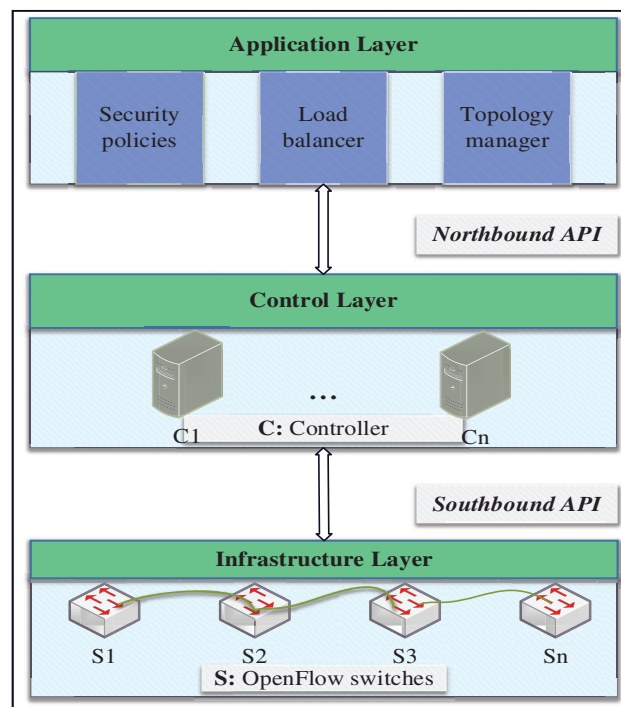 Application Layer
Security policies
Load balancer
Topology manager
Northbound API
Control Layer
...
C1
C: Controller
Cn
Southbound API
Infrastructure Layer
S1
S2
S3
Sn
S: OpenFlow switches